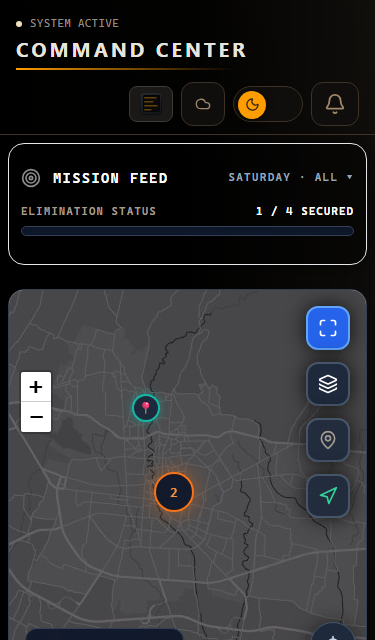 SYSTEM ACTIVE
COMMAND CENTER
MISSION FEED
SATURDAY · ALL ▾
ELIMINATION STATUS
1 / 4 SECURED
+
−
2